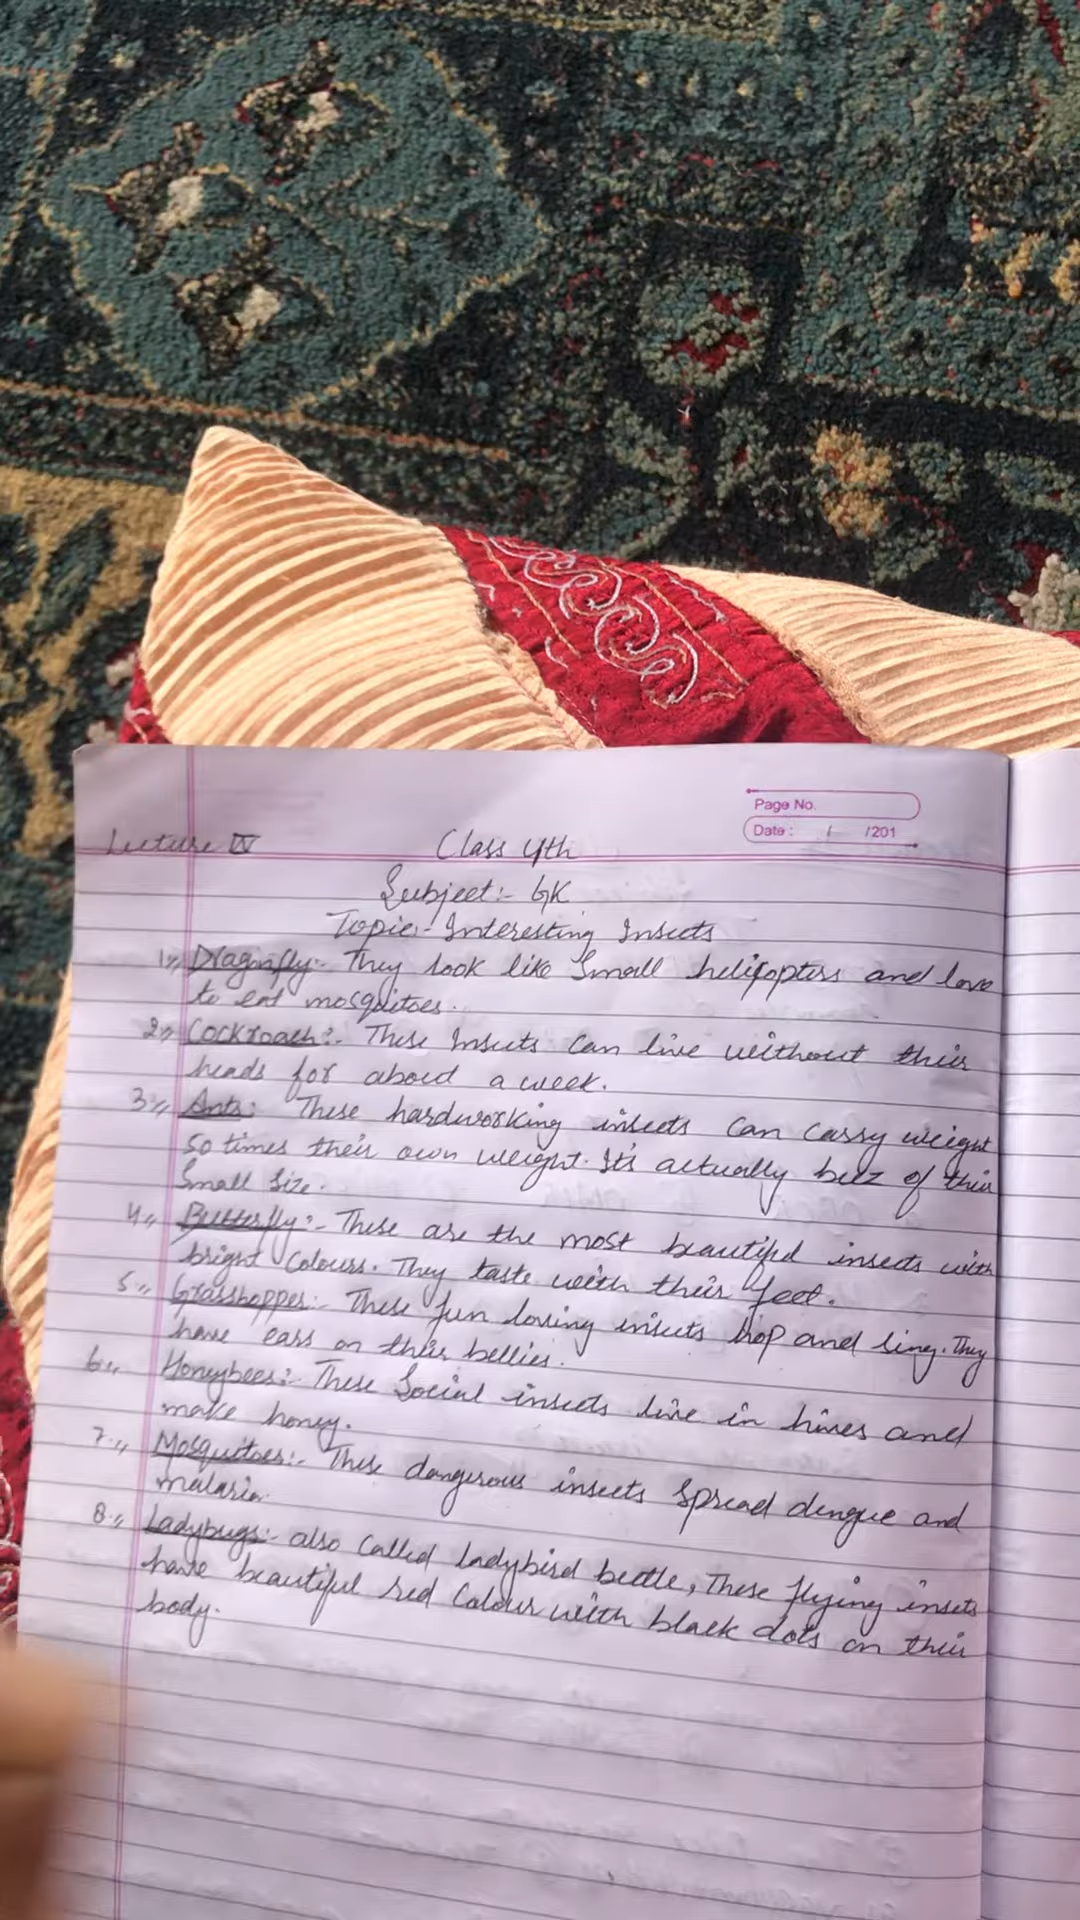 Page No.
Date : / /201
Lecture IV
Class 4th
Subject:- GK
Topic:- Interesting Insects
1., Dragonfly:- They look like small helicopters and love
to eat mosquitoes.
2., Cockroach:- These Insects can live without their
heads for about a week.
3., Ants: These hardworking insects can carry weight
50 times their own weight. It's actually bcz of their
Small Size.
4., Butterfly:- These are the most beautiful insects with
bright Colours. They taste with their feet.
5., Grasshopper:- These fun loving insects hop and sing. They
have ears on their bellies.
6., Honeybees:- These Social insects live in hives and
make honey.
7., Mosquitoes:- These dangerous insects Spread dengue and
malaria.
8., Ladybugs:- also Called ladybird beetle, These flying insets
have beautiful red Colour with black dots on their
body.